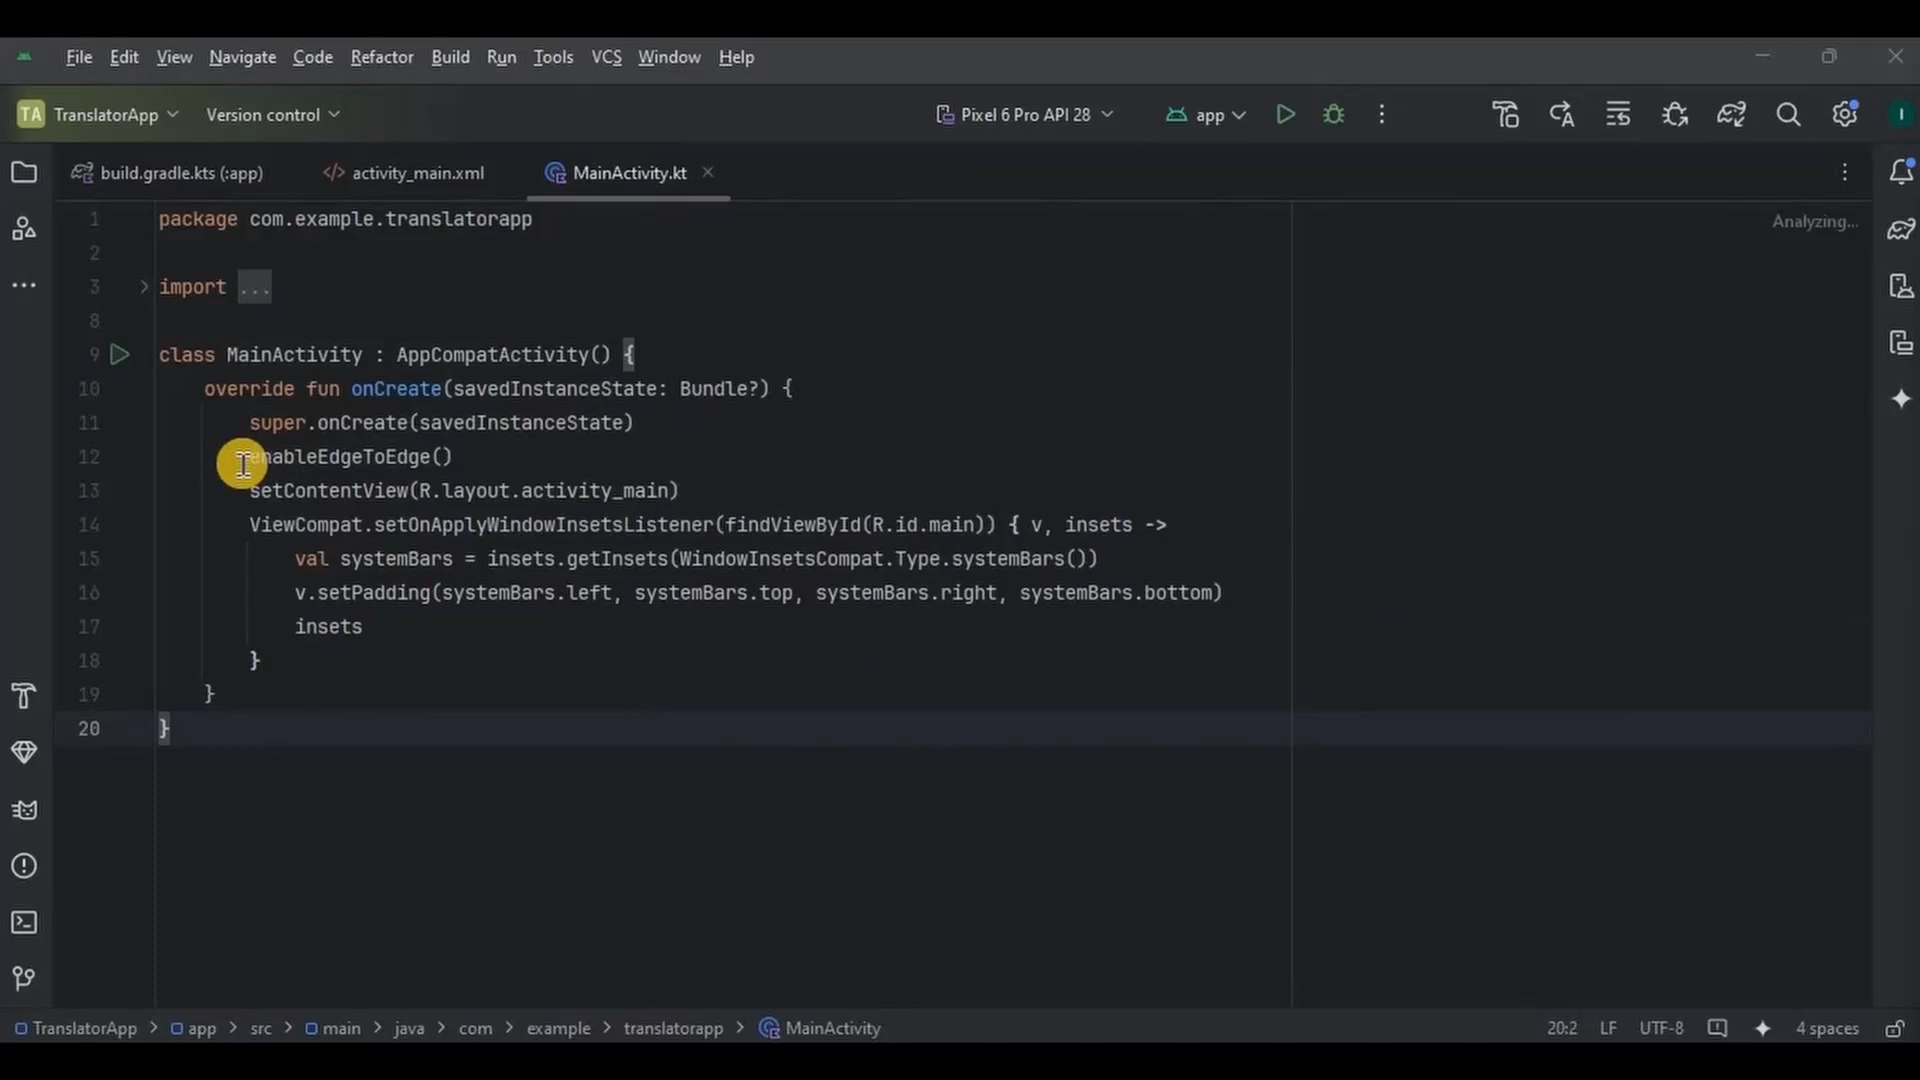 File Edit View Navigate Code Refactor Build Run Tools VCS Window Help
TA TranslatorApp Version control Pixel 6 Pro API 28 app
build.gradle.kts (:app) activity_main.xml MainActivity.kt
Analyzing...
1 package com.example.translatorapp
2
3 import ...
8
9 class MainActivity : AppCompatActivity() {
10 override fun onCreate(savedInstanceState: Bundle?) {
11 super.onCreate(savedInstanceState)
12 enableEdgeToEdge()
13 setContentView(R.layout.activity_main)
14 ViewCompat.setOnApplyWindowInsetsListener(findViewById(R.id.main)) { v, insets ->
15 val systemBars = insets.getInsets(WindowInsetsCompat.Type.systemBars())
16 v.setPadding(systemBars.left, systemBars.top, systemBars.right, systemBars.bottom)
17 insets
18 }
19 }
20 }
TranslatorApp > app > src > main > java > com > example > translatorapp > MainActivity 20:2 LF UTF-8 4 spaces